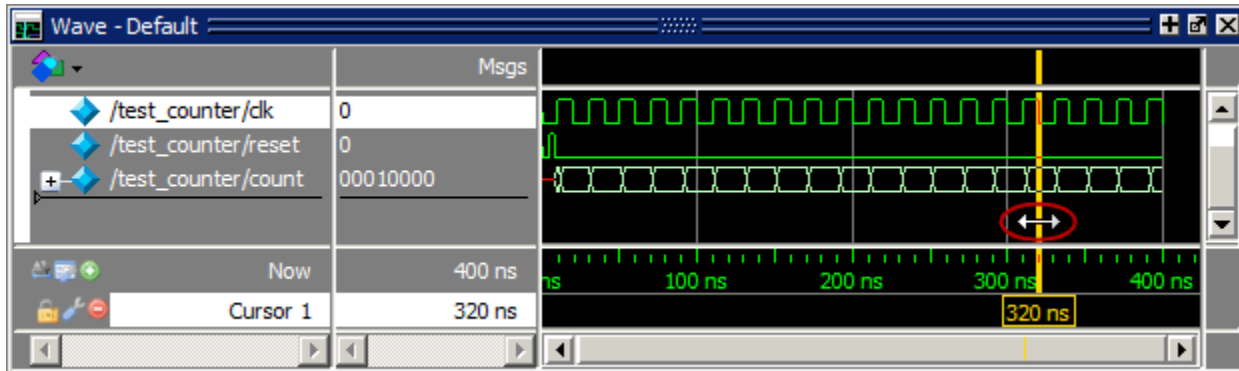 Wave - Default
Msgs
/test_counter/clk 0
/test_counter/reset 0
/test_counter/count 00010000
Now 400 ns ns 100 ns 200 ns 300 ns 400 ns
Cursor 1 320 ns 320 ns